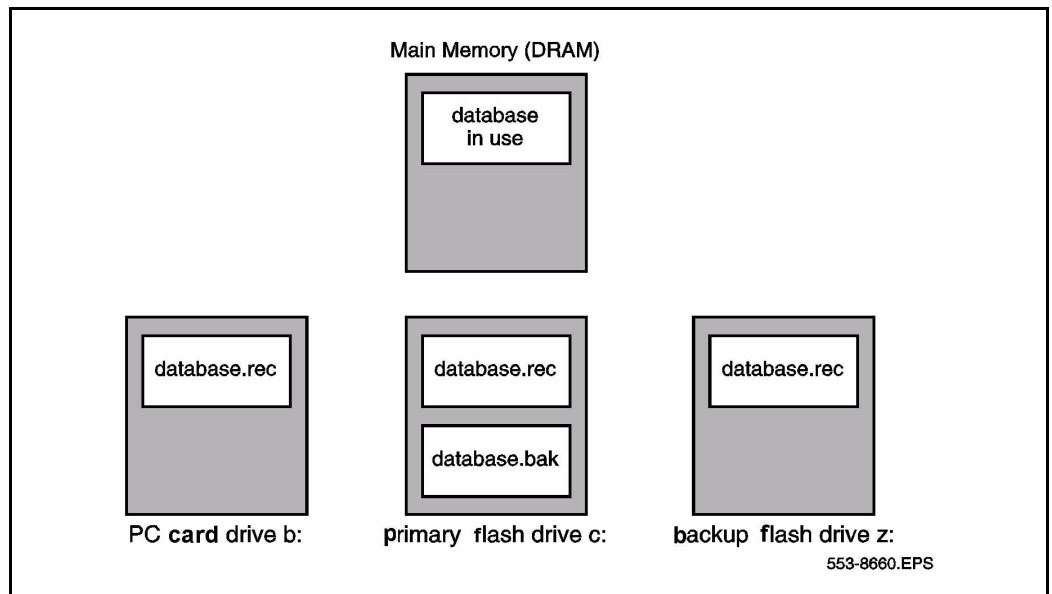 Main Memory (DRAM)
database
in use
database.rec
database.rec
database.rec
database.bak
PC card drive b:
primary flash drive c:
backup flash drive z:
553-8660.EPS